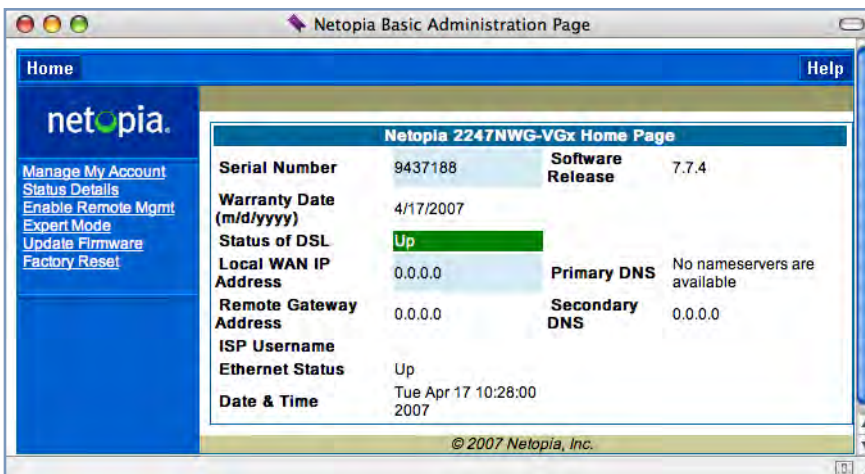 Netopia Basic Administration Page
Home Help
netopia.
Manage My Account
Status Details
Enable Remote Mgmt
Expert Mode
Update Firmware
Factory Reset
Netopia 2247NWG-VGx Home Page
Serial Number 9437188 Software Release 7.7.4
Warranty Date (m/d/yyyy) 4/17/2007
Status of DSL Up
Local WAN IP Address 0.0.0.0 Primary DNS No nameservers are available
Remote Gateway Address 0.0.0.0 Secondary DNS 0.0.0.0
ISP Username
Ethernet Status Up
Date & Time Tue Apr 17 10:28:00 2007
© 2007 Netopia, Inc.